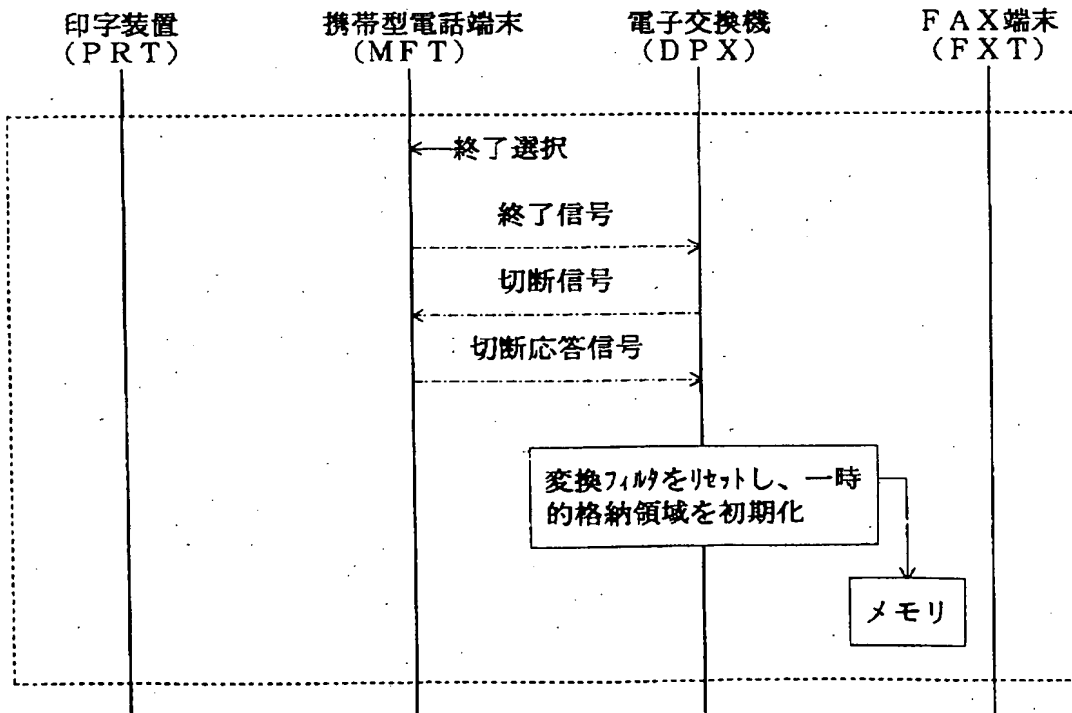 印字装置 携帯型電話端末 電子交換機 FAX端末
(PRT) (MFT) (DPX) (FXT)
終了選択
終了信号
切断信号
切断応答信号
変換フィルタをリセットし、一時
的格納領域を初期化
メモリ